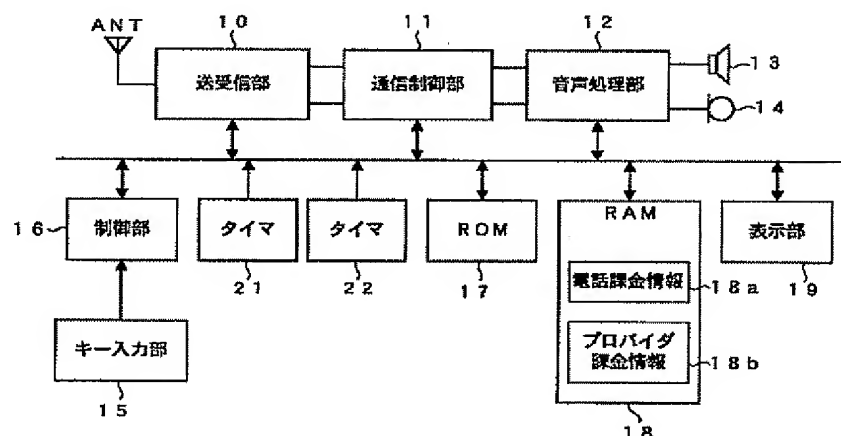 ANT
10
11
12
送受信部
通信制御部
音声処理部
13
14
16
制御部
タイマ
タイマ
ROM
RAM
表示部
21
22
17
19
電話課金情報
18a
プロバイダ
課金情報
18b
キー入力部
15
18